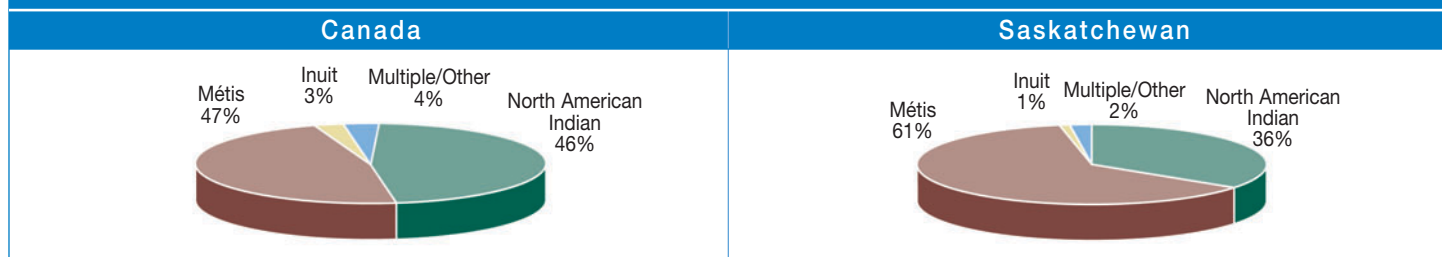 Canada
Métis
47%
Inuit
3%
Multiple/Other
4%
North American
Indian
46%
Saskatchewan
Métis
61%
Inuit
1%
Multiple/Other
2%
North American
Indian
36%